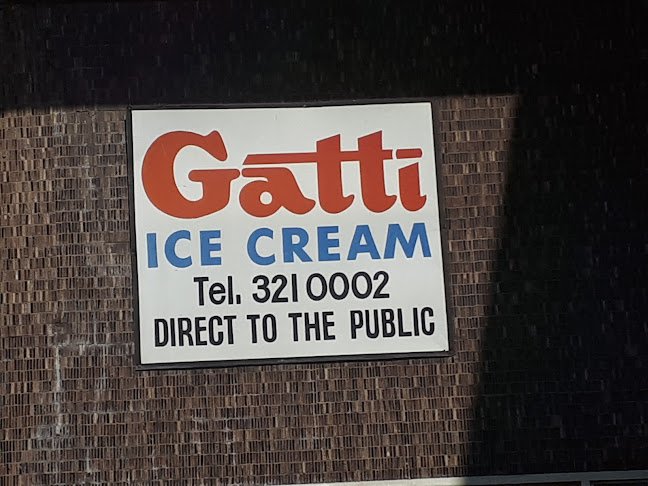 Gatti
ICE CREAM
Tel. 321 0002
DIRECT TO THE PUBLIC